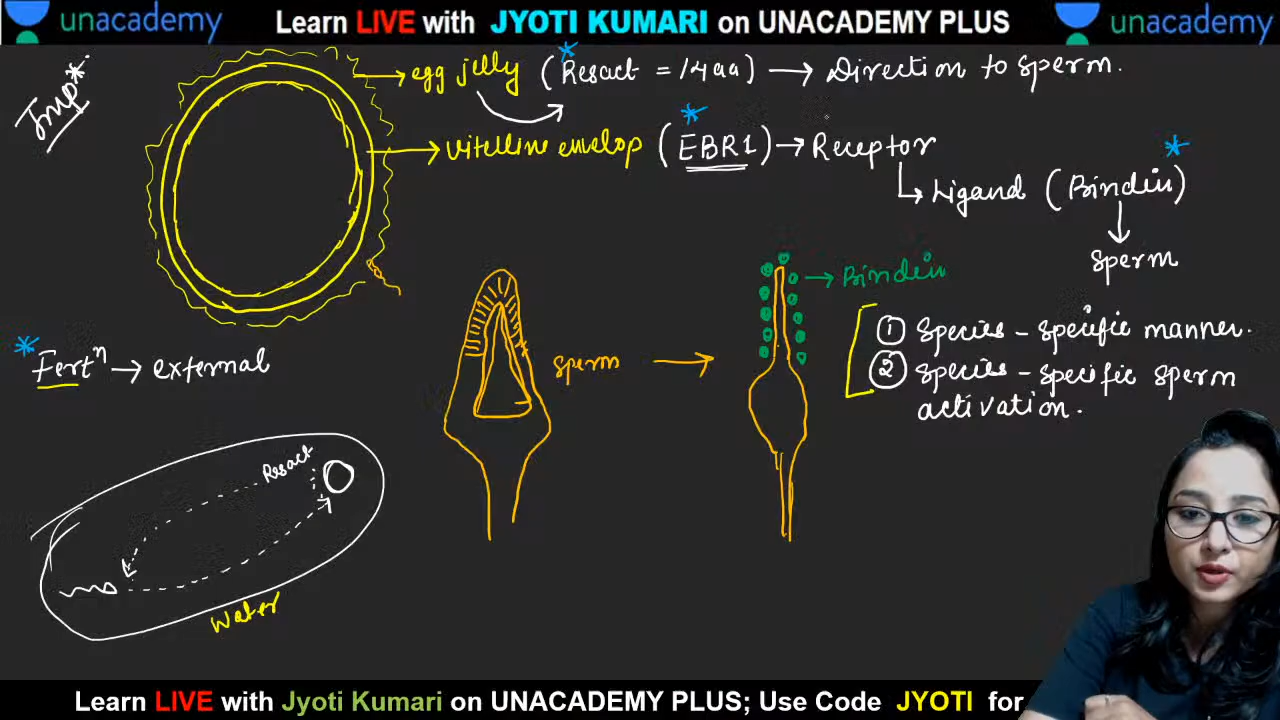 unacademy
Learn LIVE with JYOTI KUMARI on UNACADEMY PLUS
unacademy
Imp*
egg jelly (Resact = 14aa) → Direction to sperm.
vitelline envelop (EBR1) → Receptor
Ligand (Bindin)
sperm
Bindin
* Fertⁿ → external
sperm
① Species - specific manner.
② Species - specific sperm
activation.
Resact
Water
Learn LIVE with Jyoti Kumari on UNACADEMY PLUS; Use Code JYOTI for